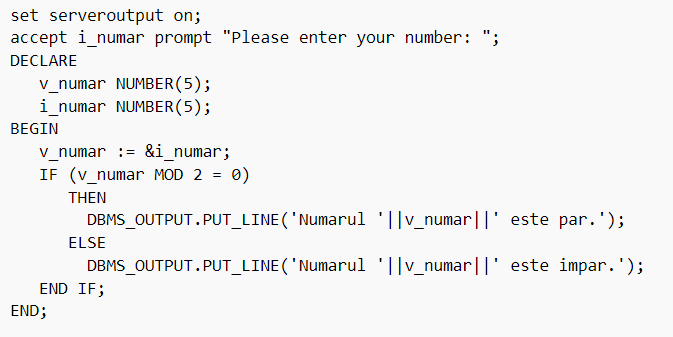 set serveroutput on;
accept i_numar prompt "Please enter your number: ";
DECLARE
   v_numar NUMBER(5);
   i_numar NUMBER(5);
BEGIN
   v_numar := &i_numar;
   IF (v_numar MOD 2 = 0)
      THEN
        DBMS_OUTPUT.PUT_LINE('Numarul '||v_numar||' este par.');
      ELSE
        DBMS_OUTPUT.PUT_LINE('Numarul '||v_numar||' este impar.');
   END IF;
END;